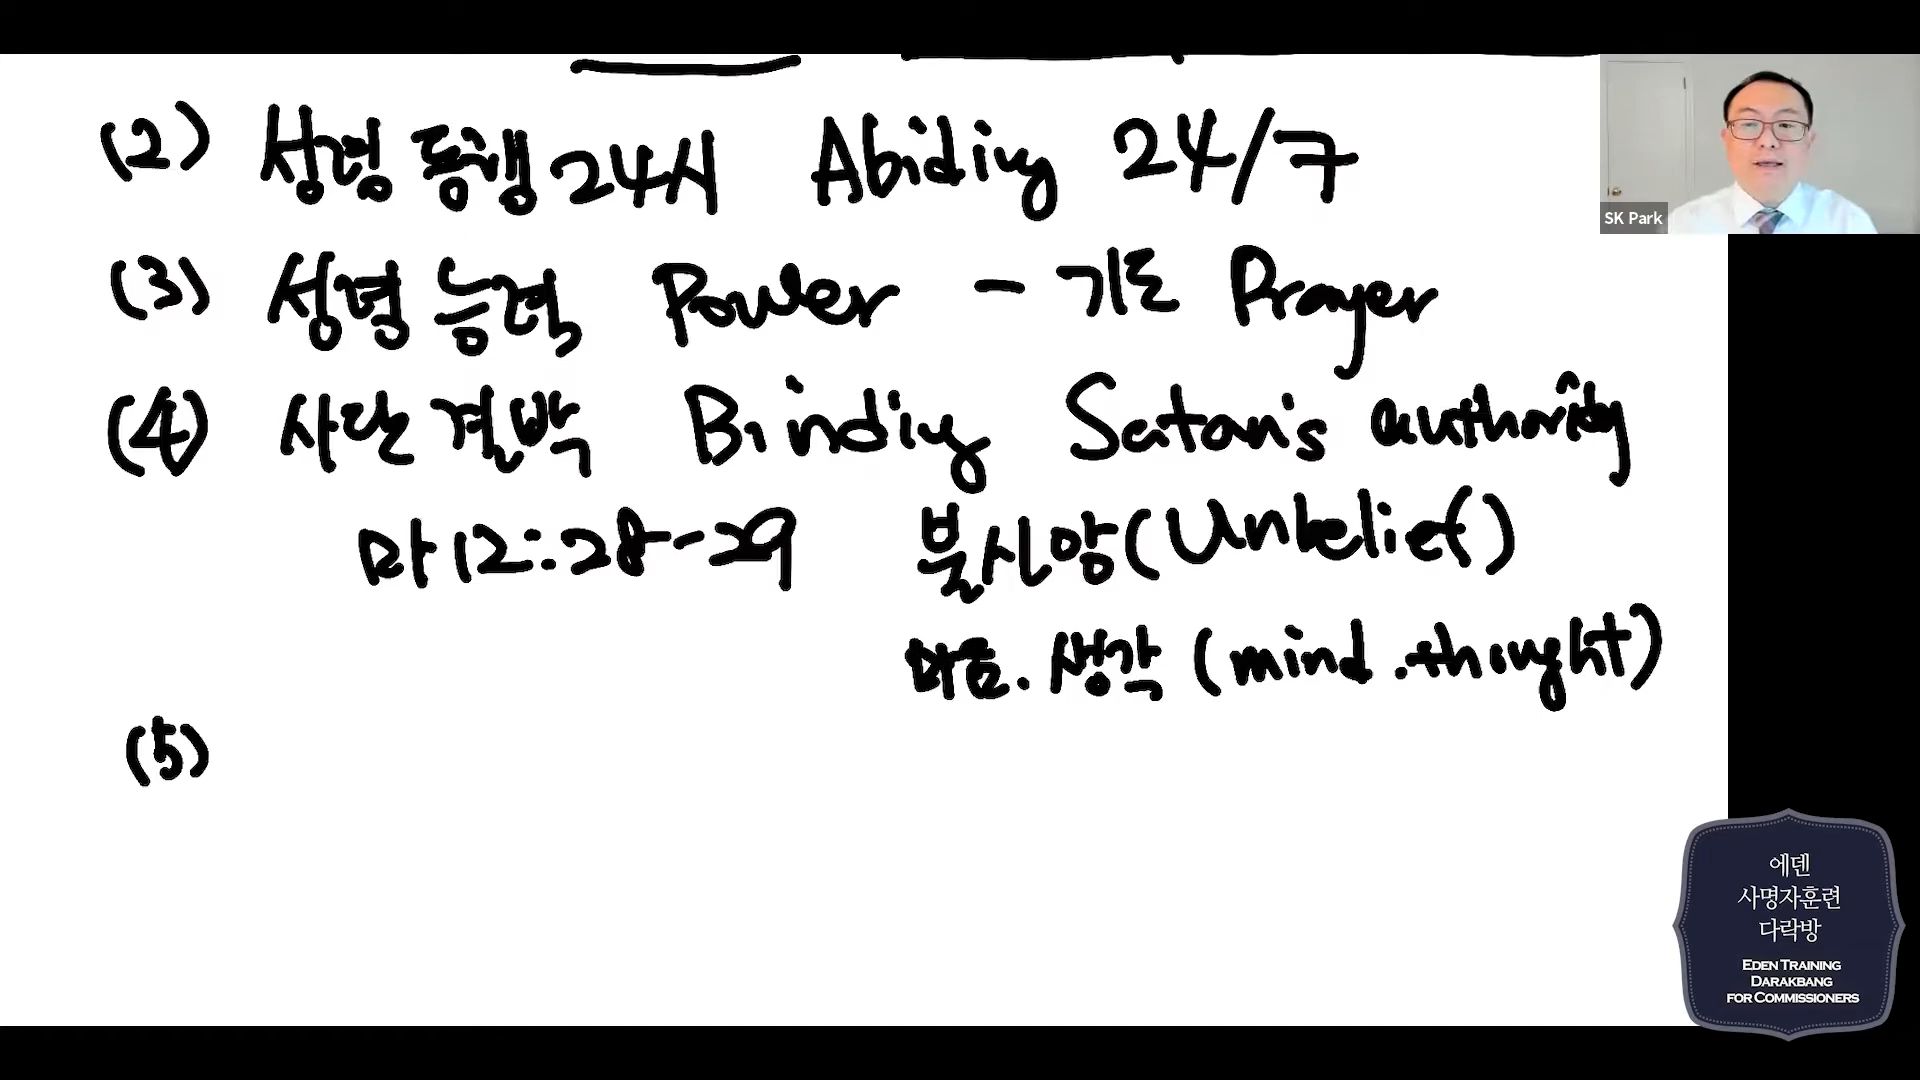 (2) 성령 동행 24시 Abiding 24/7
SK Park
(3) 성령 능력 Power - 기도 Prayer
(4) 사단 결박 Binding Satan's authority
마 12:28-29 불신앙 (Unbelief)
마음.생각 (mind.thought)
(5)
에덴
사명자훈련
다락방
EDEN TRAINING
DARAKBANG
FOR COMMISSIONERS